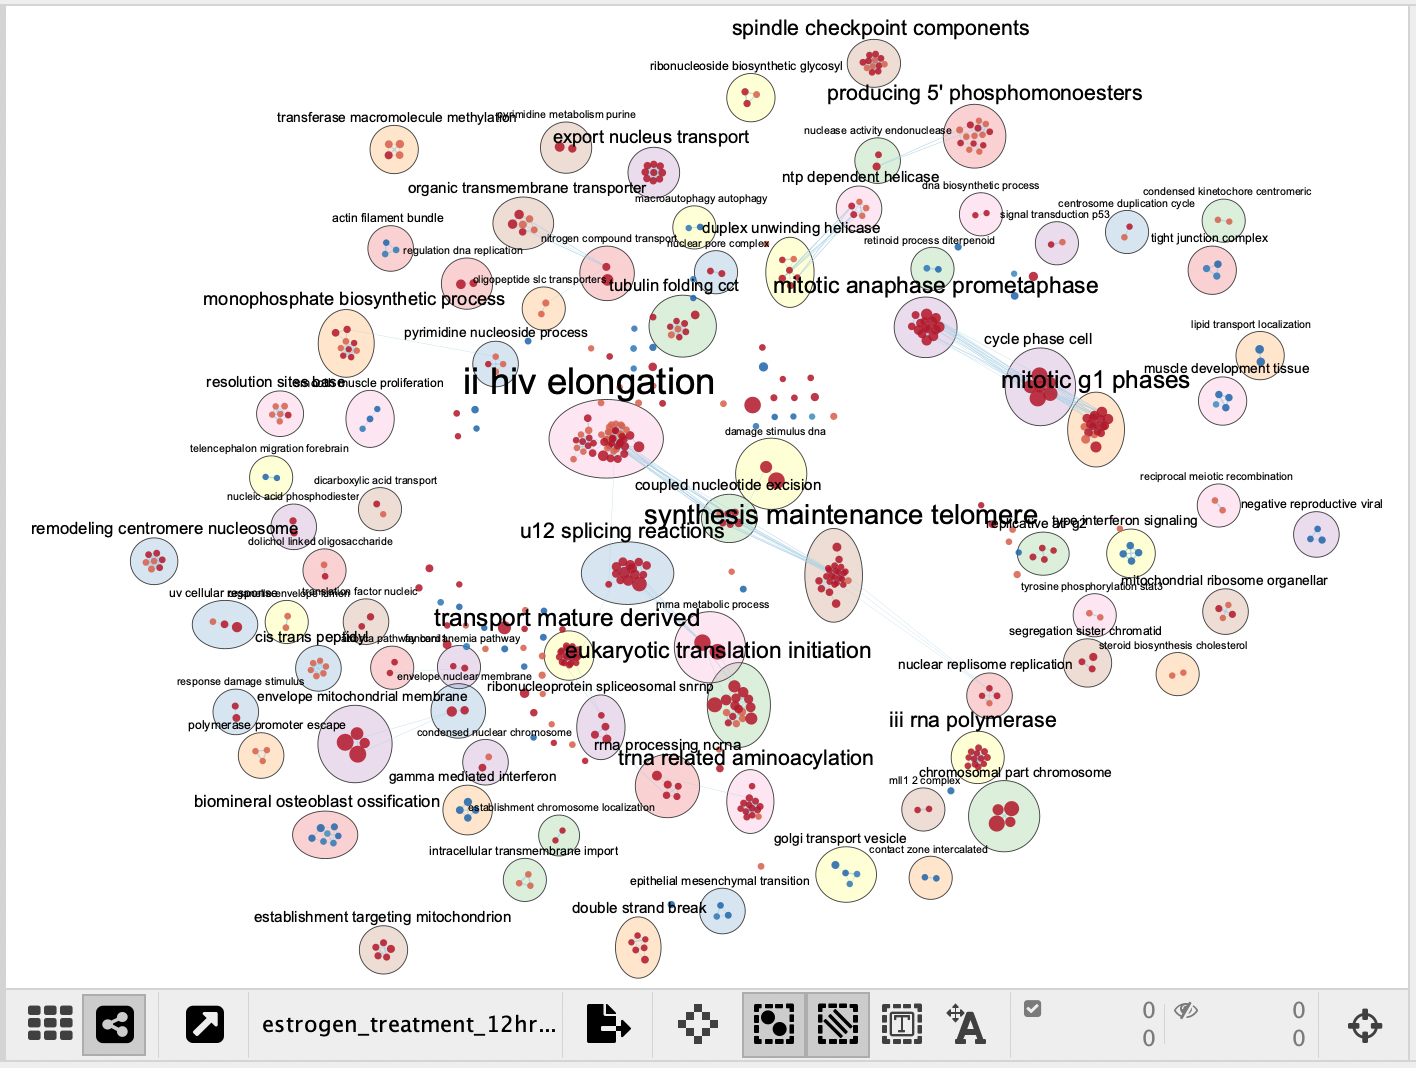 spindle checkpoint components
ribonucleoside biosynthetic glycosyl
producing 5' phosphomonoesters
transferase macromolecule methylation
pyrimidine metabolism purine
nuclease activity endonuclease
export nucleus transport
ntp dependent helicase
organic transmembrane transporter
dna biosynthetic process
condensed kinetochore centromeric
macroautophagy autophagy
centrosome duplication cycle
actin filament bundle
signal transduction p53
duplex unwinding helicase
nitrogen compound transport
nuclear pore complex
retinoid process diterpenoid
tight junction complex
regulation dna replication
oligopeptide slc transporters
tubulin folding cct
mitotic anaphase prometaphase
monophosphate biosynthetic process
pyrimidine nucleoside process
lipid transport localization
cycle phase cell
muscle development tissue
resolution sites base
smooth muscle proliferation
ii hiv elongation
mitotic g1 phases
damage stimulus dna
telencephalon migration forebrain
dicarboxylic acid transport
reciprocal meiotic recombination
coupled nucleotide excision
nucleic acid phosphodiester
negative reproductive viral
synthesis maintenance telomere
remodeling centromere nucleosome
replicative atr g2
type interferon signaling
u12 splicing reactions
dolichol linked oligosaccharide
tyrosine phosphorylation stat3
mitochondrial ribosome organellar
uv cellular response
envelope lumen
translation factor nucleic
mrna metabolic process
transport mature derived
segregation sister chromatid
cis trans peptidyl
pathway
anemia pathway
eukaryotic translation initiation
steroid biosynthesis cholesterol
nuclear replisome replication
envelope nuclear membrane
response damage stimulus
ribonucleoprotein spliceosomal snrnp
envelope mitochondrial membrane
iii rna polymerase
polymerase promoter escape
condensed nuclear chromosome
rrna processing ncrna
trna related aminoacylation
gamma mediated interferon
chromosomal part chromosome
mll1 2 complex
biomineral osteoblast ossification
establishment chromosome localization
golgi transport vesicle
intracellular transmembrane import
contact zone intercalated
epithelial mesenchymal transition
double strand break
establishment targeting mitochondrion
estrogen_treatment_12hr...
T
A
0
0
0
0